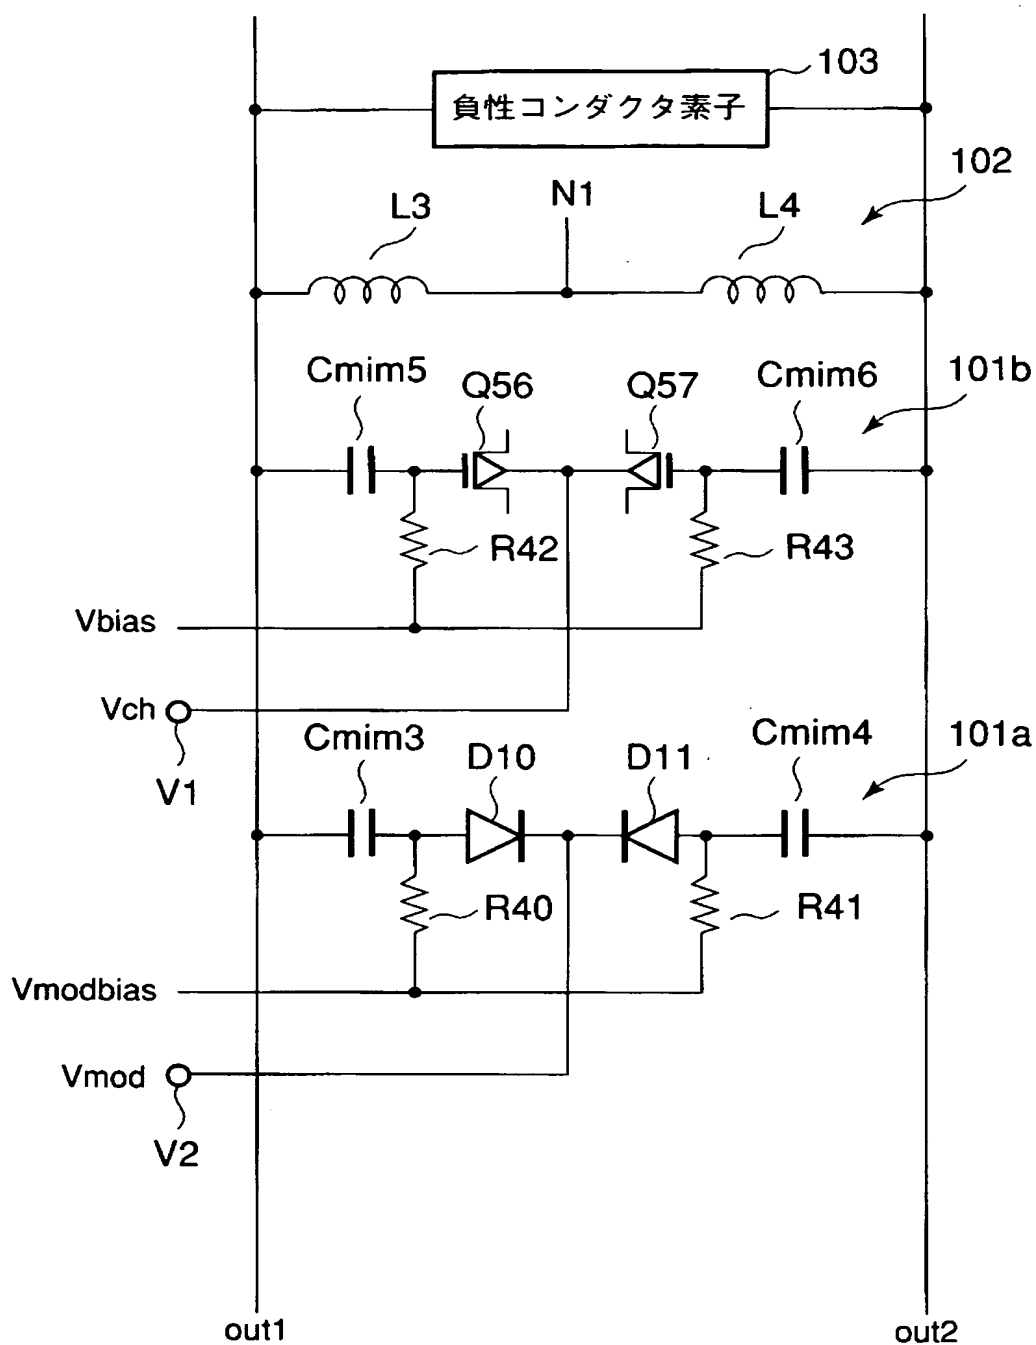 103
負性コンダクタ素子
102
N1
L3
L4
Cmim5
Q56
Q57
Cmim6
101b
R42
R43
Vbias
Vch
V1
Cmim3
D10
D11
Cmim4
101a
R40
R41
Vmodbias
Vmod
V2
out1
out2